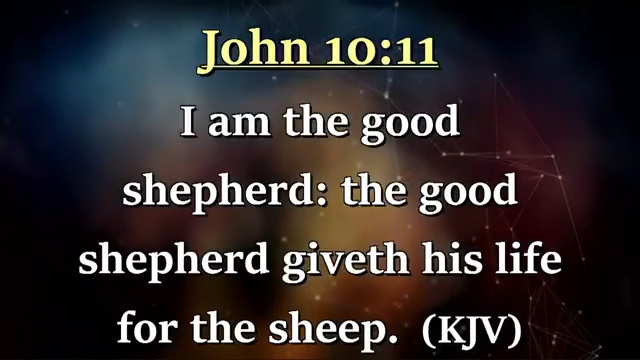 John 10:11
I am the good
shepherd: the good
shepherd giveth his life
for the sheep. (KJV)